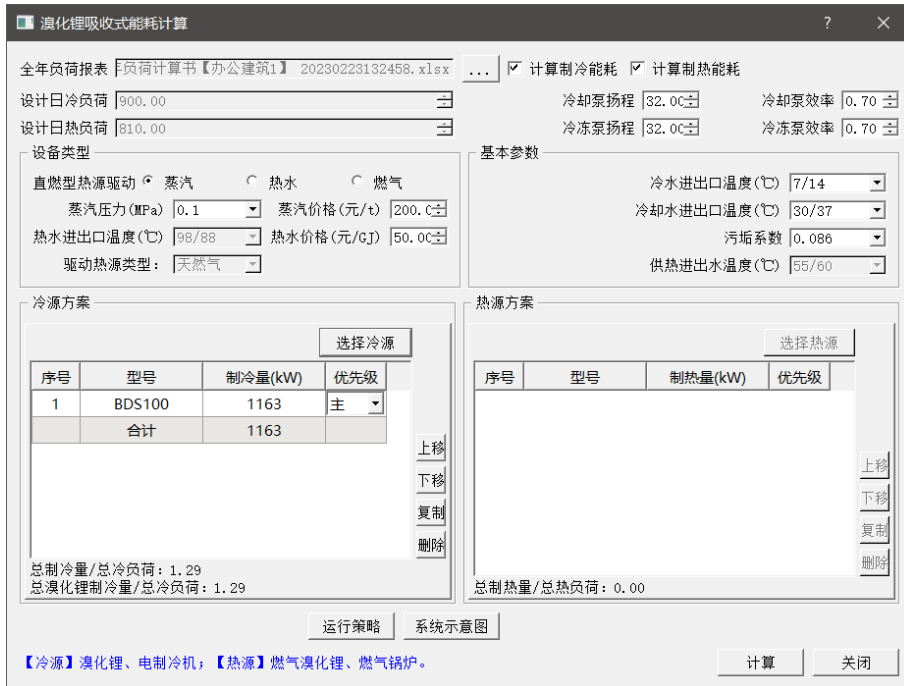 溴化锂吸收式能耗计算 ? ×
全年负荷报表 负荷计算书【办公建筑1】 20230223132458.xlsx ... 计算制冷能耗 计算制热能耗
设计日冷负荷 900.00 冷却泵扬程 32.00 冷却泵效率 0.70
设计日热负荷 810.00 冷冻泵扬程 32.00 冷冻泵效率 0.70
设备类型 基本参数
直燃型热源驱动 蒸汽 热水 燃气 冷水进出口温度(℃) 7/14
蒸汽压力(MPa) 0.1 蒸汽价格(元/t) 200.0 冷却水进出口温度(℃) 30/37
热水进出口温度(℃) 98/88 热水价格(元/GJ) 50.00 污垢系数 0.086
驱动热源类型: 天然气 供热进出水温度(℃) 55/60
冷源方案 热源方案
选择冷源 选择热源
序号 型号 制冷量(kW) 优先级 序号 型号 制热量(kW) 优先级
1 BDS100 1163 主
合计 1163
上移 上移
下移 下移
复制 复制
删除 删除
总制冷量/总冷负荷: 1.29
总溴化锂制冷量/总冷负荷: 1.29 总制热量/总热负荷: 0.00
运行策略 系统示意图
【冷源】溴化锂、电制冷机;【热源】燃气溴化锂、燃气锅炉。 计算 关闭